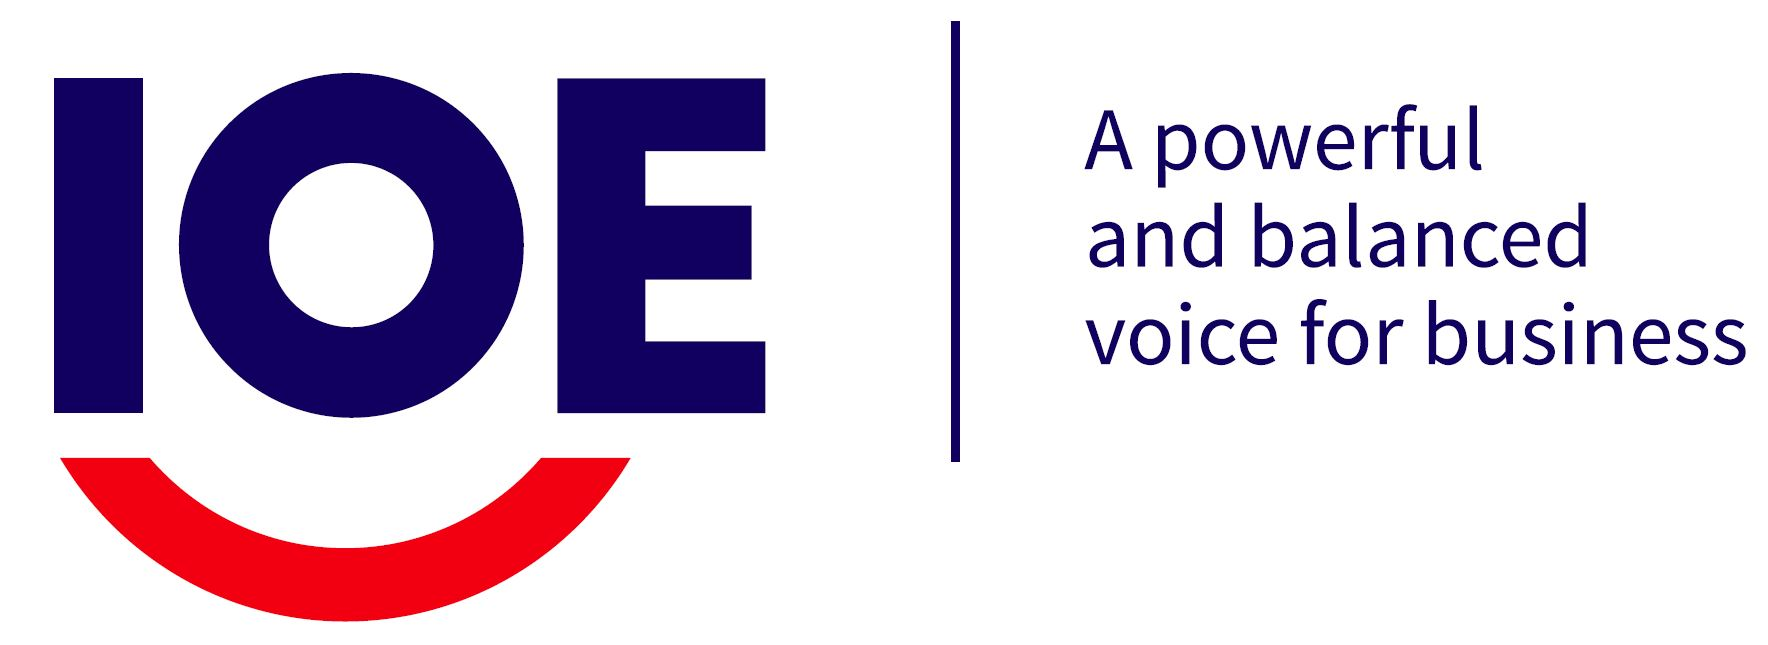 IOE
A powerful
and balanced
voice for business